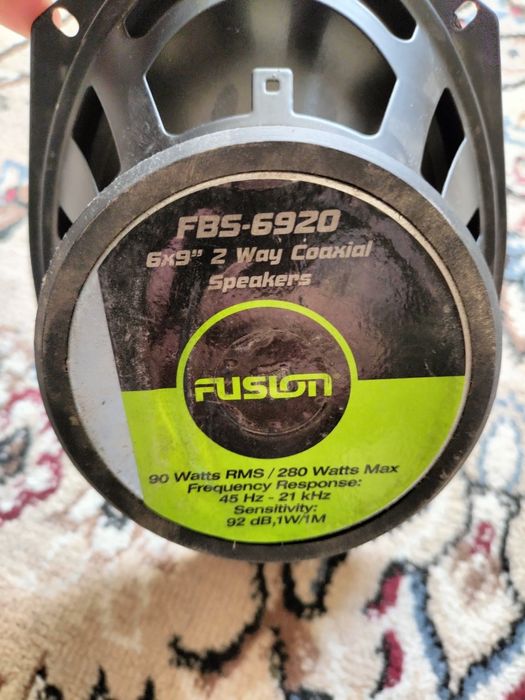 FBS-6920
6x9" 2 Way Coaxial
Speakers
FUSION
90 Watts RMS / 280 Watts Max
Frequency Response:
45 Hz - 21 kHz
Sensitivity:
92 dB,1W/1M